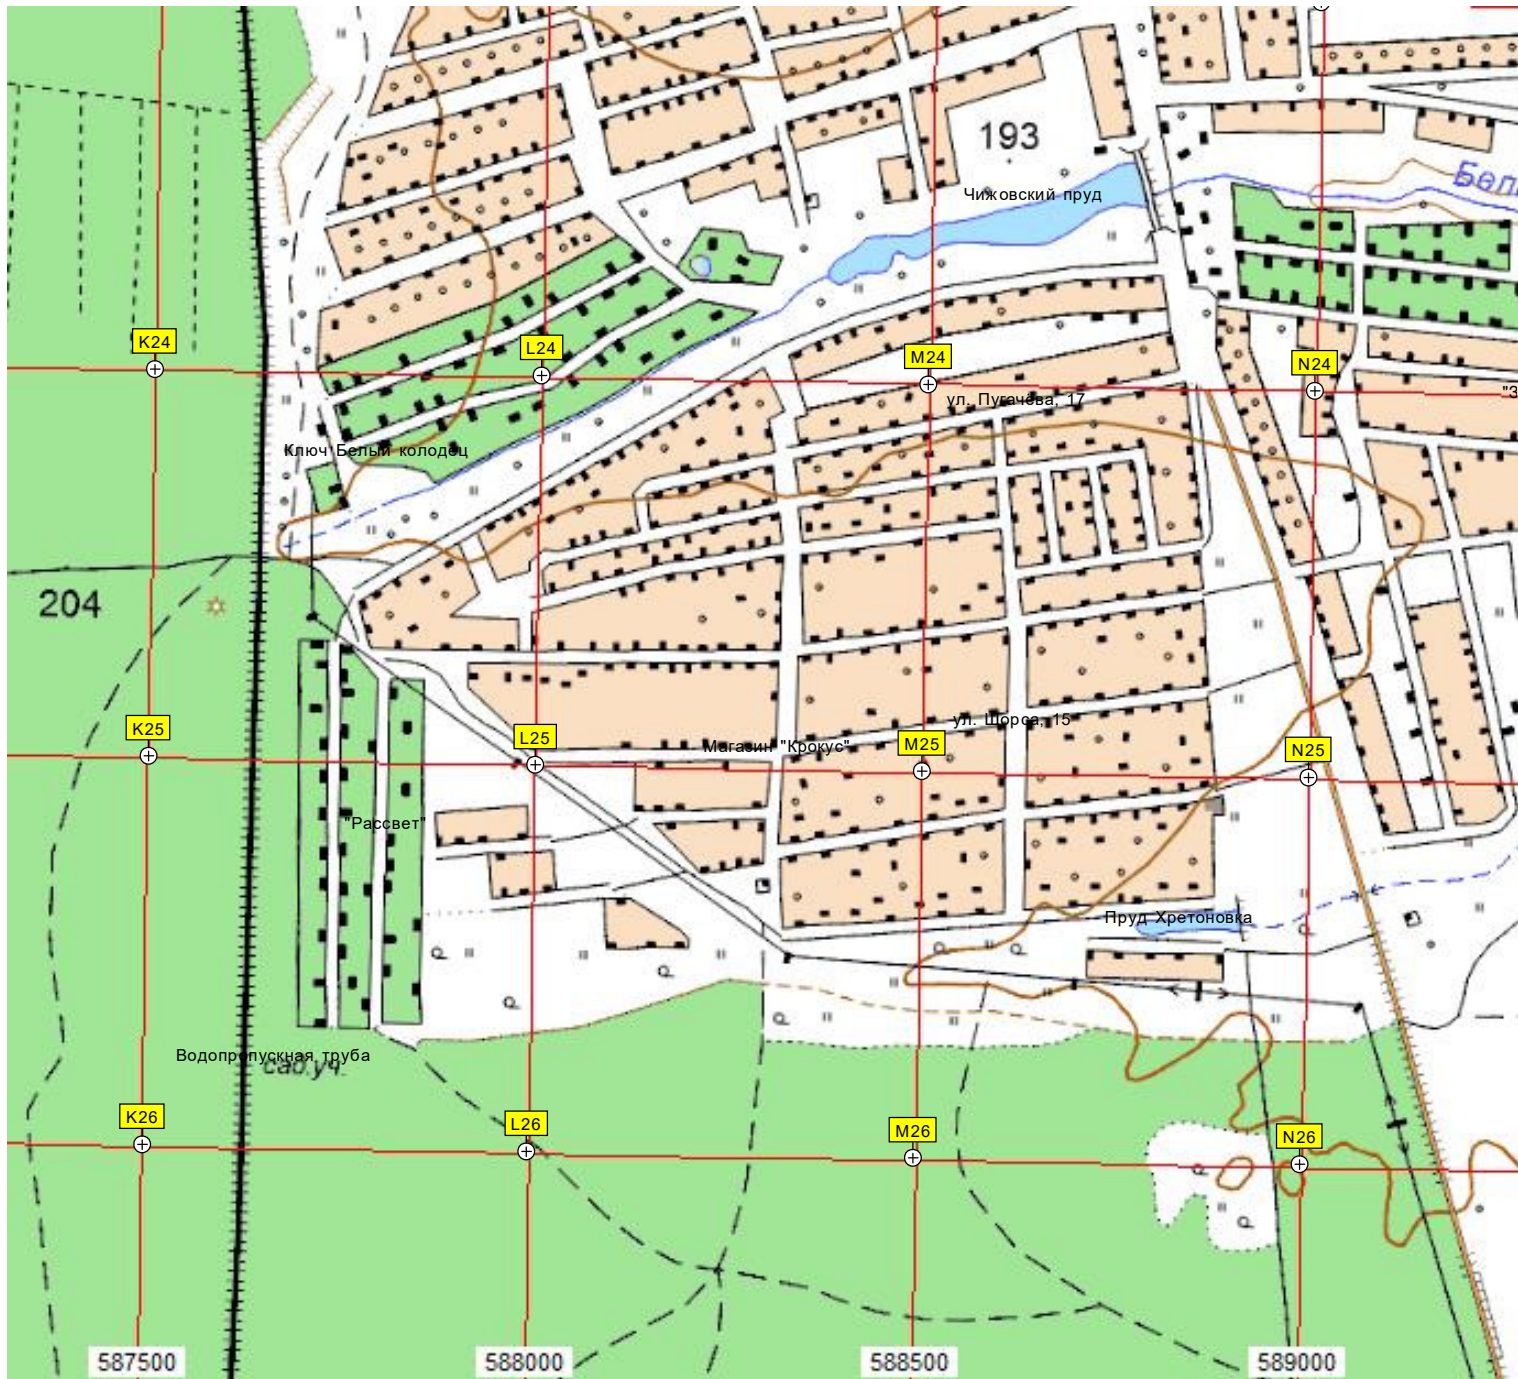 193
Чижовский пруд
K24
L24
M24
N24
ул. Пугачёва, 17
"З
Ключ Белый колодец
204
K25
L25
M25
N25
ул. Щорса, 15
Магазин "Крокус"
"Рассвет"
Пруд Хретоновка
Водопропускная труба
сад.уч.
K26
L26
M26
N26
587500
588000
588500
589000